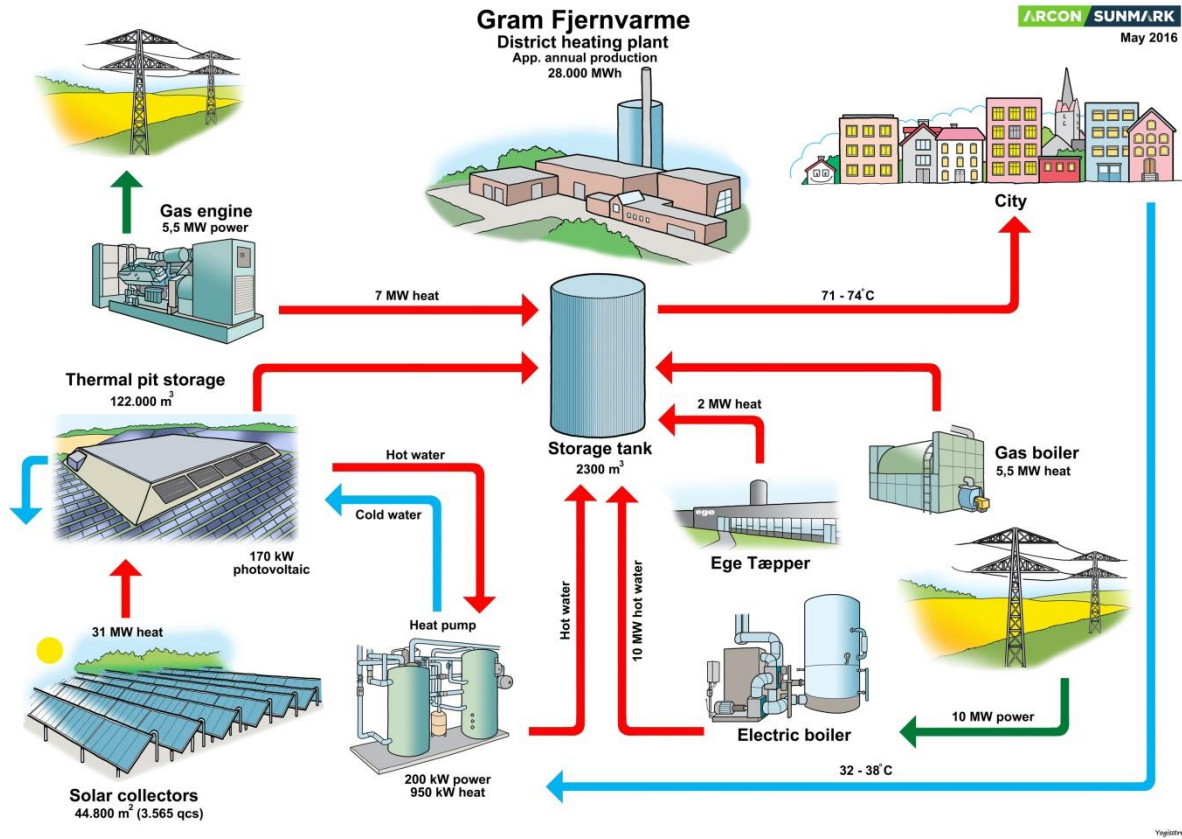 Gram Fjernvarme
District heating plant
App. annual production
28.000 MWh
ARCON SUNMARK
May 2016
Gas engine
5,5 MW power
City
7 MW heat
71 - 74°C
Thermal pit storage
122.000 m³
2 MW heat
Storage tank
2300 m³
Gas boiler
5,5 MW heat
Hot water
Cold water
ege
Ege Tæpper
170 kW
photovoltaic
Hot water
10 MW hot water
31 MW heat
Heat pump
10 MW power
Electric boiler
32 - 38°C
200 kW power
950 kW heat
Solar collectors
44.800 m² (3.565 qcs)